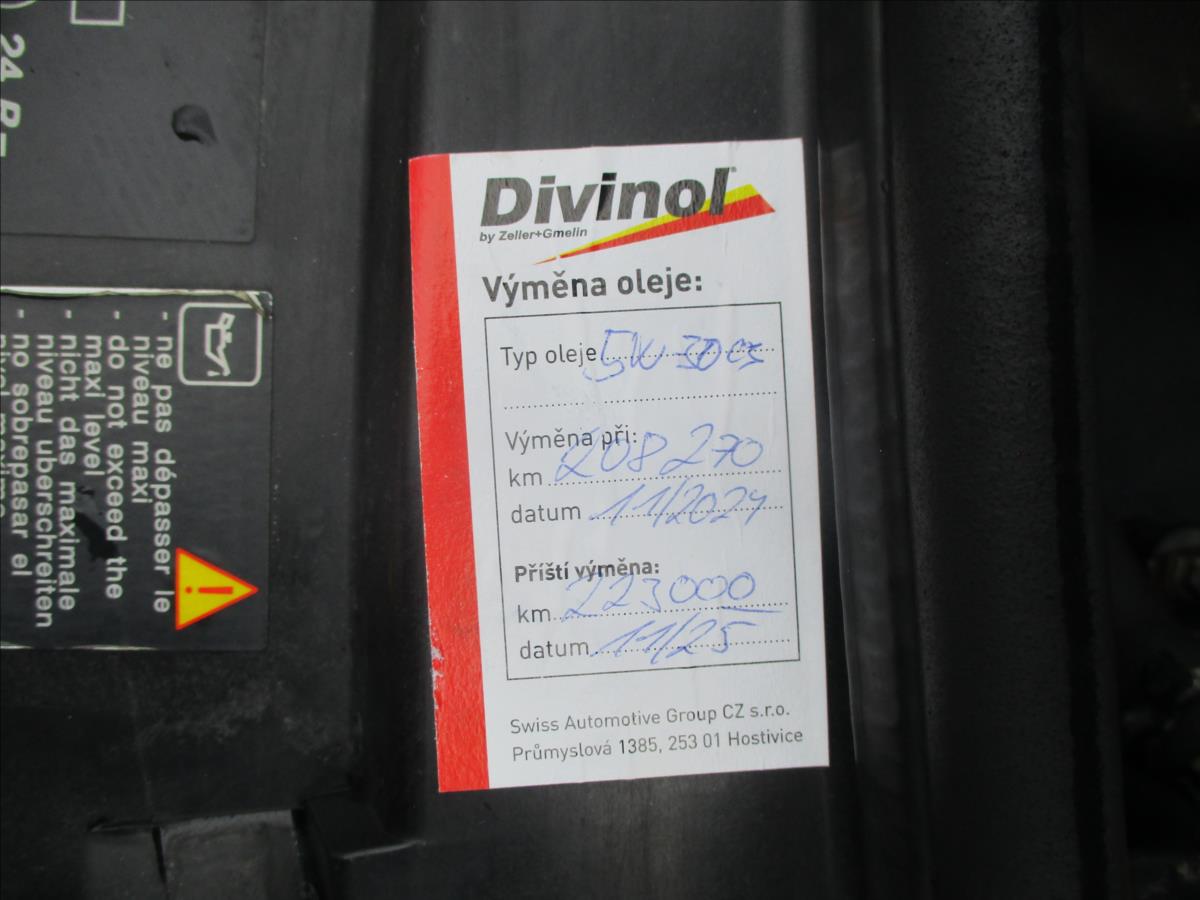 24 R-
- ne pas dépasser le
niveau maxi
- do not exceed the
maxi level
- nicht das maximale
niveau uberschreiten
- no sobrepasar el
Divinol
by Zeller+Gmelin
Výměna oleje:
Typ oleje 5W 30
Výměna při:
km 208 270
datum 11/2024
Příští výměna:
km 223000
datum 11/25
Swiss Automotive Group CZ s.r.o.
Průmyslová 1385, 253 01 Hostivice